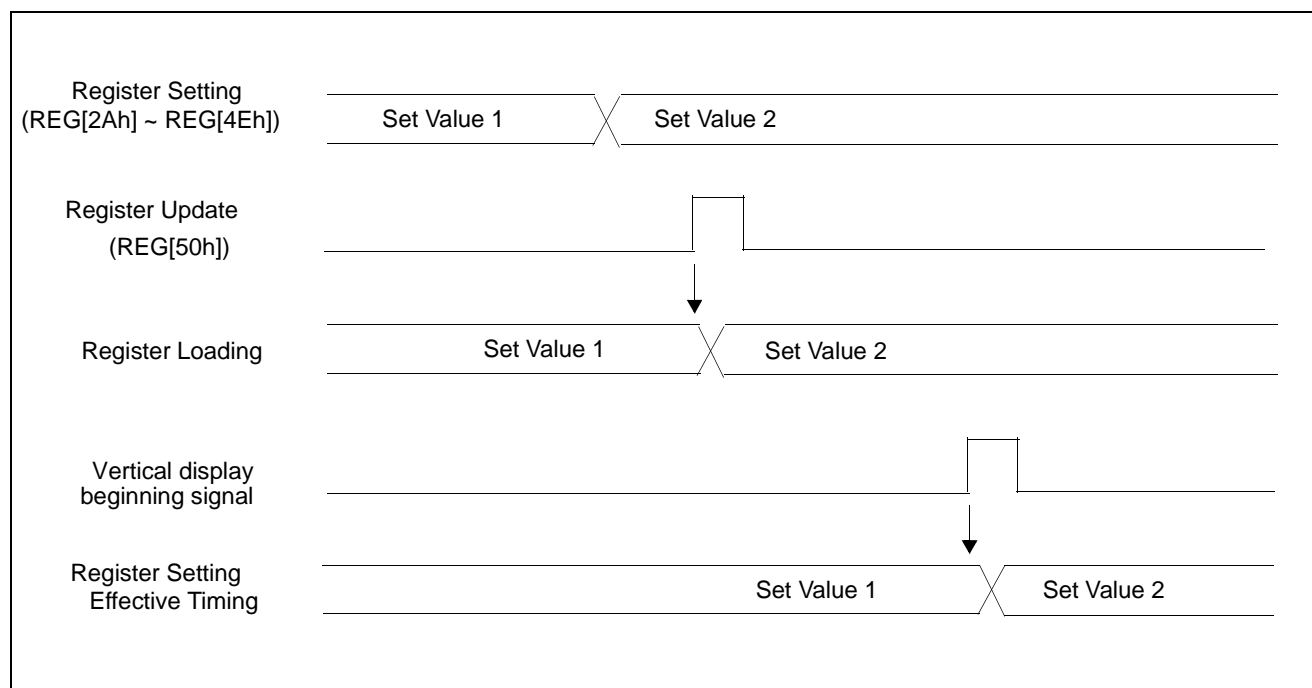 Register Setting
(REG[2Ah] ~ REG[4Eh])
Set Value 1
Set Value 2
Register Update
(REG[50h])
Register Loading
Set Value 1
Set Value 2
Vertical display
beginning signal
Register Setting
Effective Timing
Set Value 1
Set Value 2